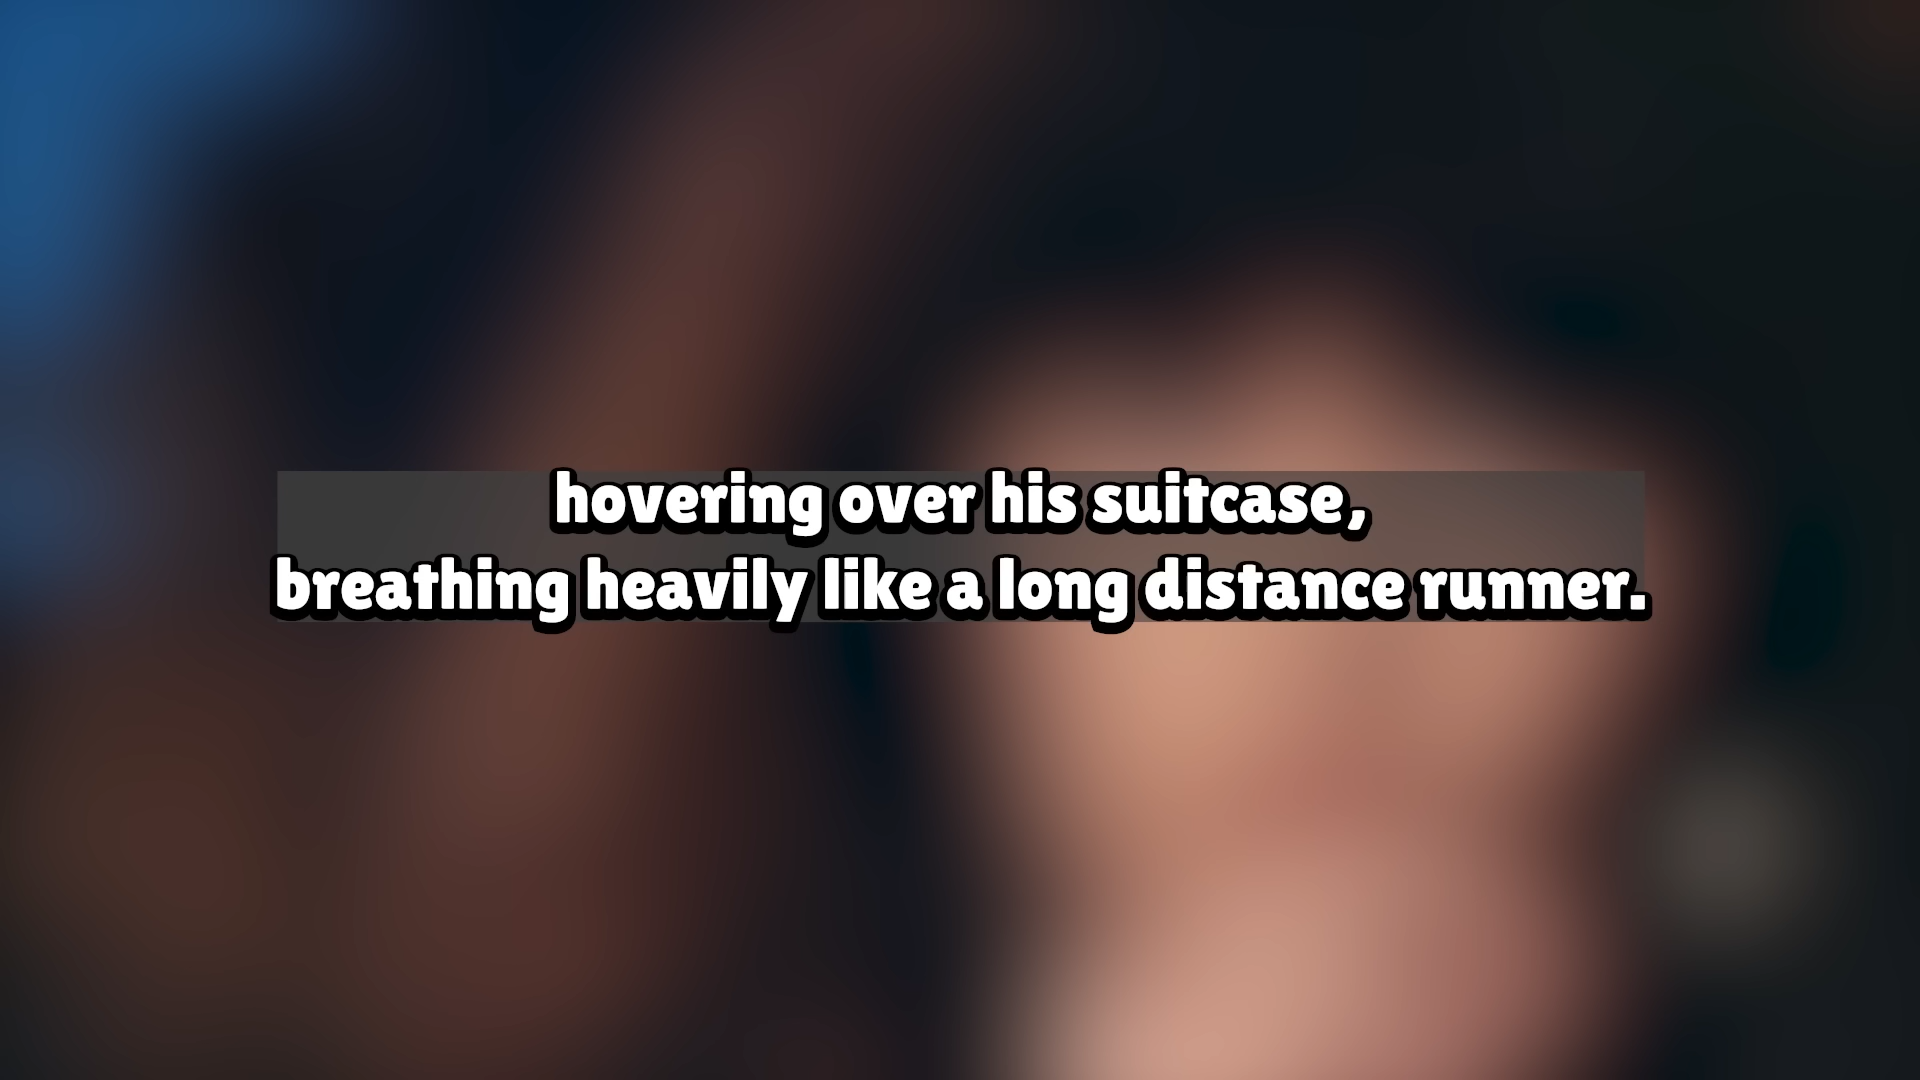 hovering over his suitcase,
breathing heavily like a long distance runner.